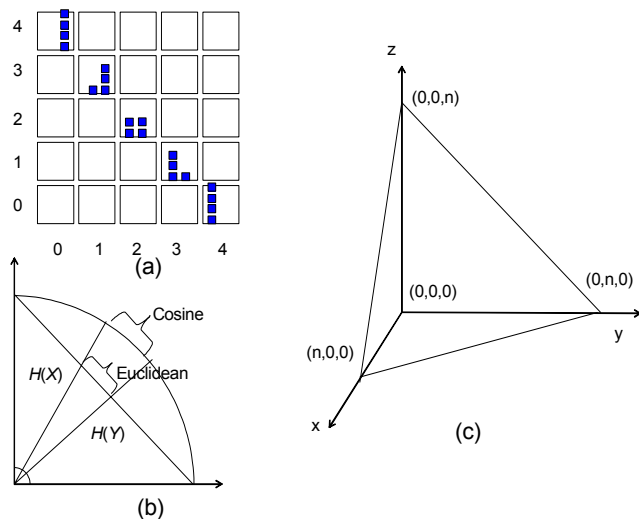 4
3
2
1
0
0 1 2 3 4
(a)
Cosine
Euclidean
H(X)
H(Y)
(b)
z
(0,0,n)
(0,n,0)
(0,0,0)
y
(n,0,0)
x
(c)